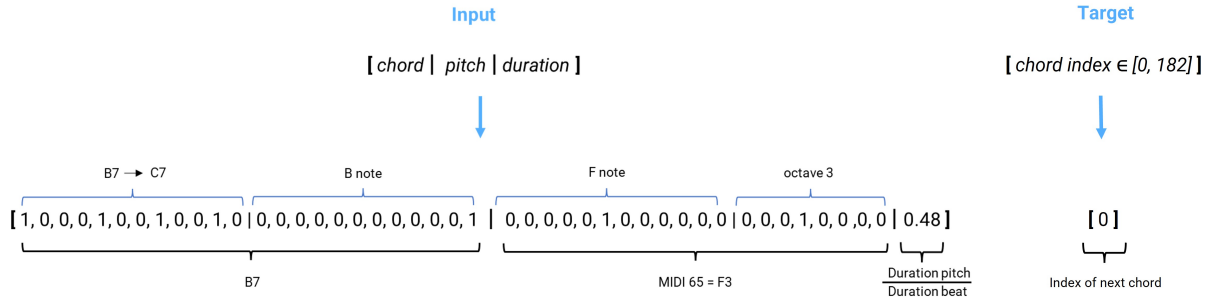 Input
Target
[ chord | pitch | duration ]
[ chord index ∈ [0, 182] ]
B7 → C7
B note
F note
octave 3
[ 1, 0, 0, 0, 1, 0, 0, 1, 0, 0, 1, 0 | 0, 0, 0, 0, 0, 0, 0, 0, 0, 0, 0, 1 | 0, 0, 0, 0, 0, 1, 0, 0, 0, 0, 0, 0 | 0, 0, 0, 1, 0, 0, 0, 0 | 0.48 ]
[ 0 ]
B7
MIDI 65 = F3
Duration pitch
Duration beat
Index of next chord